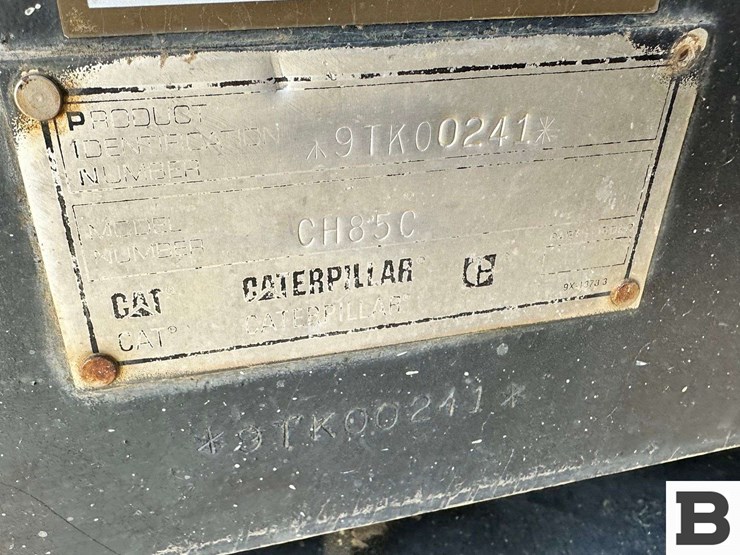 PRODUCT
IDENTIFICATION
NUMBER
*9TK00241*
MODEL
NUMBER
CH85C
CAT CATERPILLAR
CAT® CATERPILLAR
*9TK00241*
B